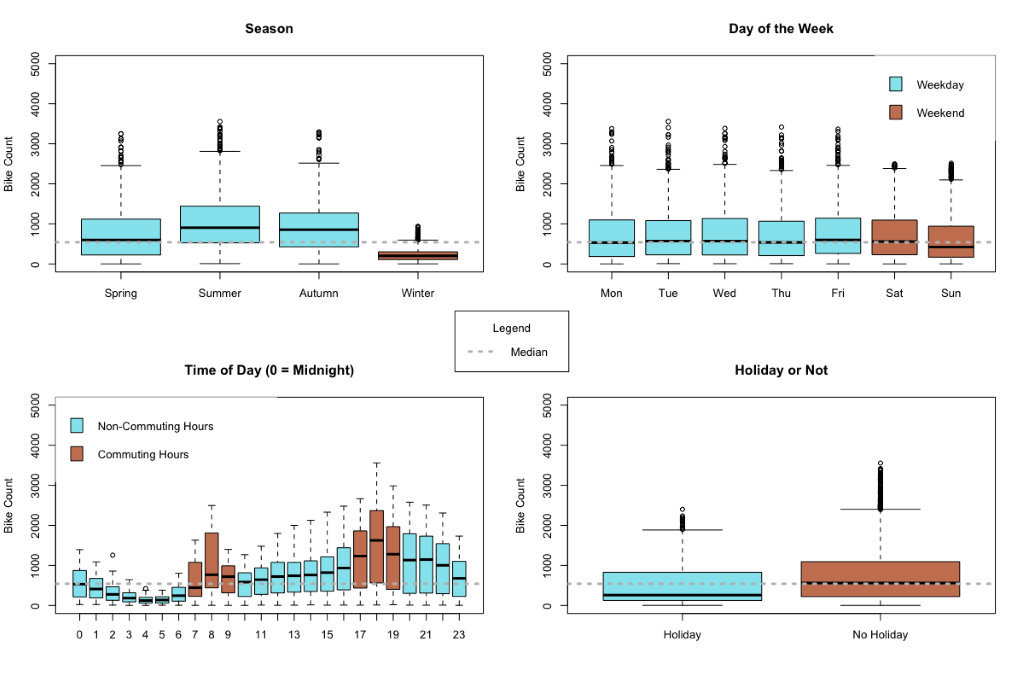 Season
Bike Count
0 1000 2000 3000 4000 5000
Spring Summer Autumn Winter
Day of the Week
Bike Count
0 1000 2000 3000 4000 5000
Weekday
Weekend
Mon Tue Wed Thu Fri Sat Sun
Legend
Median
Time of Day (0 = Midnight)
Bike Count
0 1000 2000 3000 4000 5000
Non-Commuting Hours
Commuting Hours
0 1 2 3 4 5 6 7 8 9 11 13 15 17 19 21 23
Holiday or Not
Bike Count
0 1000 2000 3000 4000 5000
Holiday No Holiday